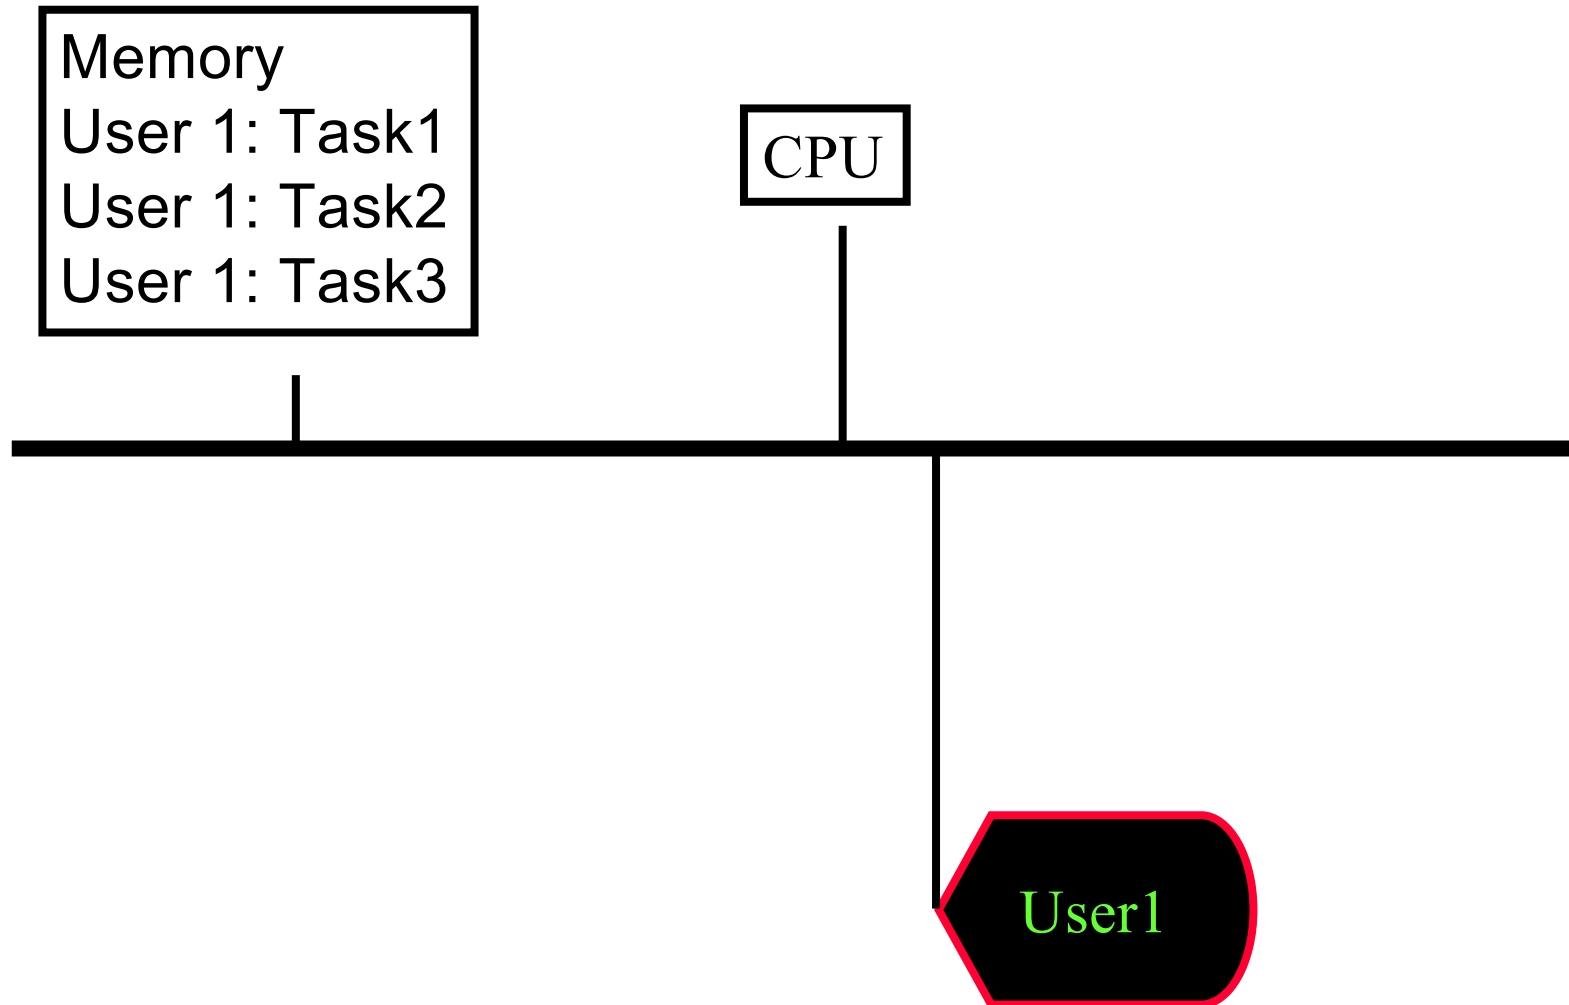 Memory
User 1: Task1
User 1: Task2
User 1: Task3
CPU
User1